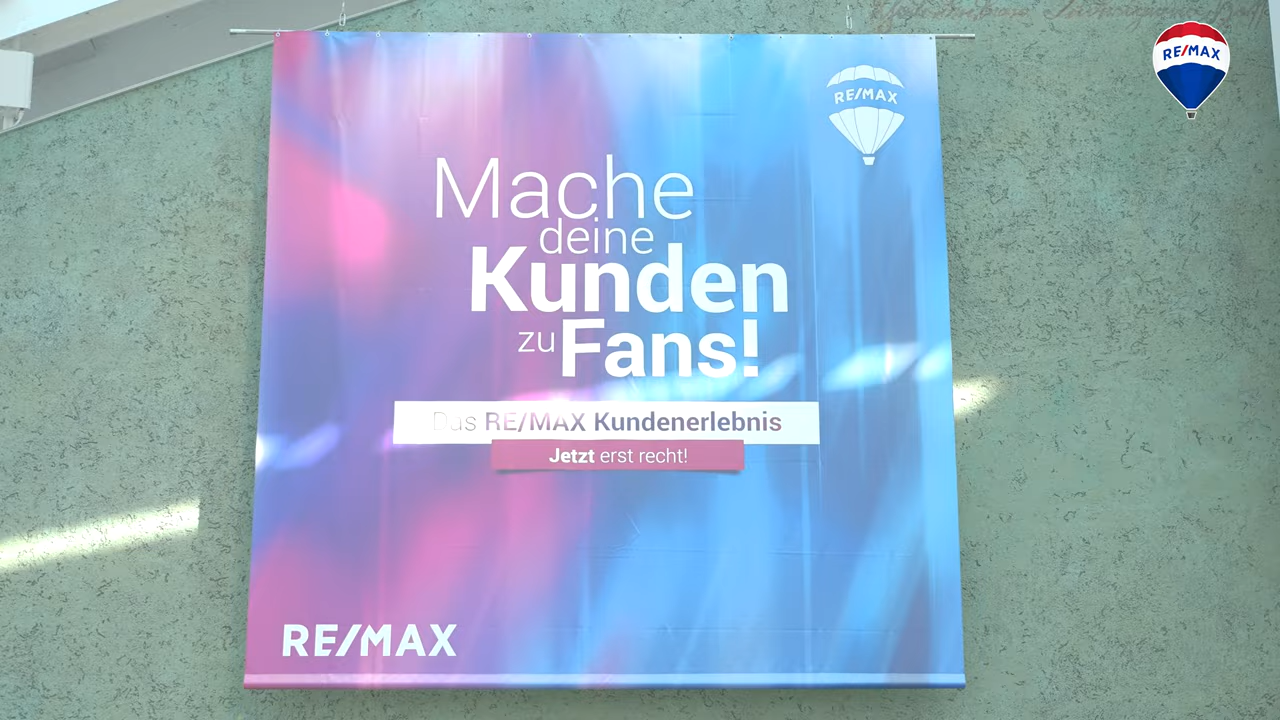 RE/MAX
RE/MAX
Mache
deine
Kunden
zu Fans!
Das RE/MAX Kundenerlebnis
Jetzt erst recht!
RE/MAX